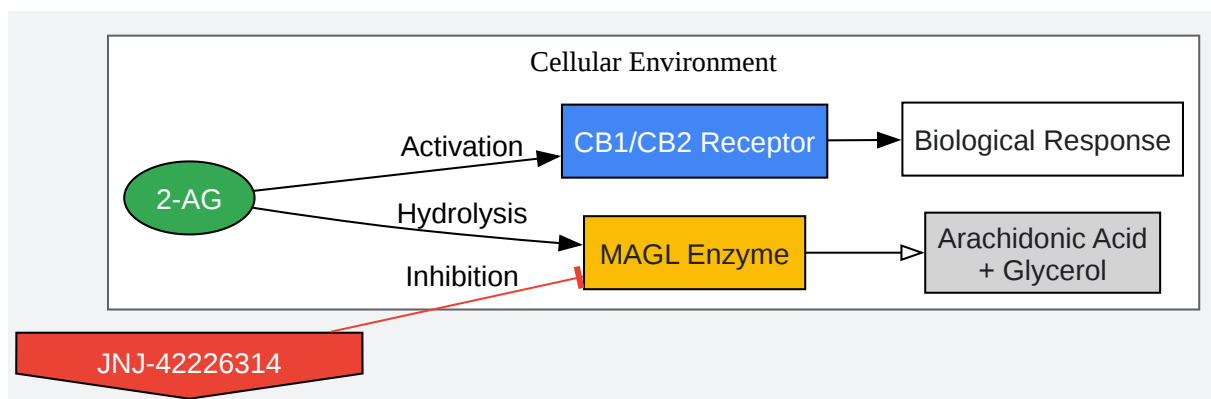 Cellular Environment
Activation
CB1/CB2 Receptor
Biological Response
2-AG
Hydrolysis
MAGL Enzyme
Arachidonic Acid
+ Glycerol
Inhibition
JNJ-42226314